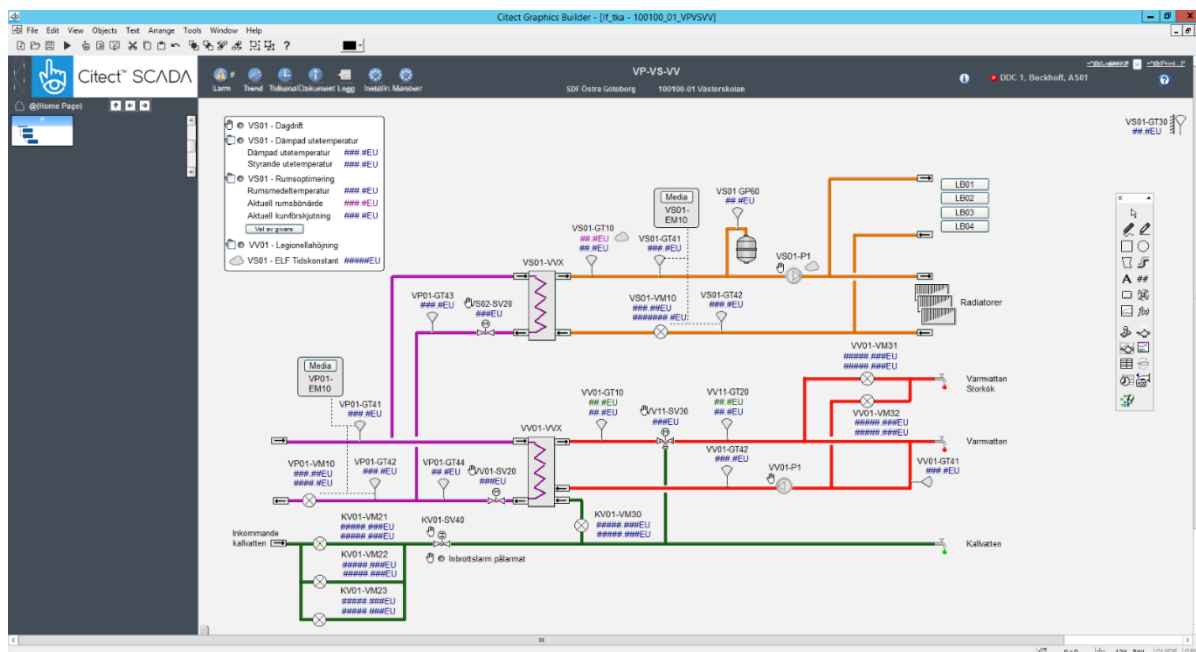 Citect Graphics Builder - [lf_tka - 100100_01_VPVSVV]
File Edit View Objects Text Arrange Tools Window Help
Citect™ SCADA
VP-VS-VV
Larm Trend Tidkanal Dokument Logg Inställn Manöver
SDF Östra Göteborg 100100-01 Västerskolan
DDC 1, Beckhoff, AS01
@(Home Page)
VS01 - Dagdrift
VS01 - Dämpad utetemperatur
Dämpad utetemperatur ###.#EU
Styrande utetemperatur ###.#EU
VS01 - Rumsoptimering
Rumsmedeltemperatur ###.#EU
Aktuell rumsbörvärde ###.#EU
Aktuell kurvförskjutning ###.#EU
Val av givare
VV01 - Legionellahöjning
VS01 - ELF Tidskonstant #####EU
VS01-GT30
##.#EU
LB01
LB02
LB03
LB04
Media
VS01-
EM10
VS01 GP60
##.#EU
VS01-GT10
##.#EU
##.#EU
VS01-GT41
###.#EU
VS01-P1
VS01-VVX
VP01-GT43
###.#EU
VS02-SV20
###EU
VS01-VM10
###.##EU
#######.#EU
VS01-GT42
###.#EU
Radiatorer
VV01-VM31
#####.###EU
#####.###EU
Media
VP01-
EM10
Varmvatten
Storkök
VV01-GT10
##.#EU
##.#EU
VV11-GT20
##.#EU
##.#EU
VP01-GT41
###.#EU
VV11-SV30
###EU
VV01-VM32
#####.###EU
#####.###EU
VV01-VVX
Varmvatten
VP01-VM10
###.##EU
####.#EU
VP01-GT42
###.#EU
VP01-GT44
##.#EU
VV01-SV20
###EU
VV01-GT42
###.#EU
VV01-P1
VV01-GT41
###.#EU
KV01-VM21
#####.###EU
#####.###EU
KV01-SV40
KV01-VM30
#####.###EU
#####.###EU
Inkommande
kallvatten
Kallvatten
KV01-VM22
#####.###EU
#####.###EU
Inbrottslarm pålarmat
KV01-VM23
#####.###EU
#####.###EU